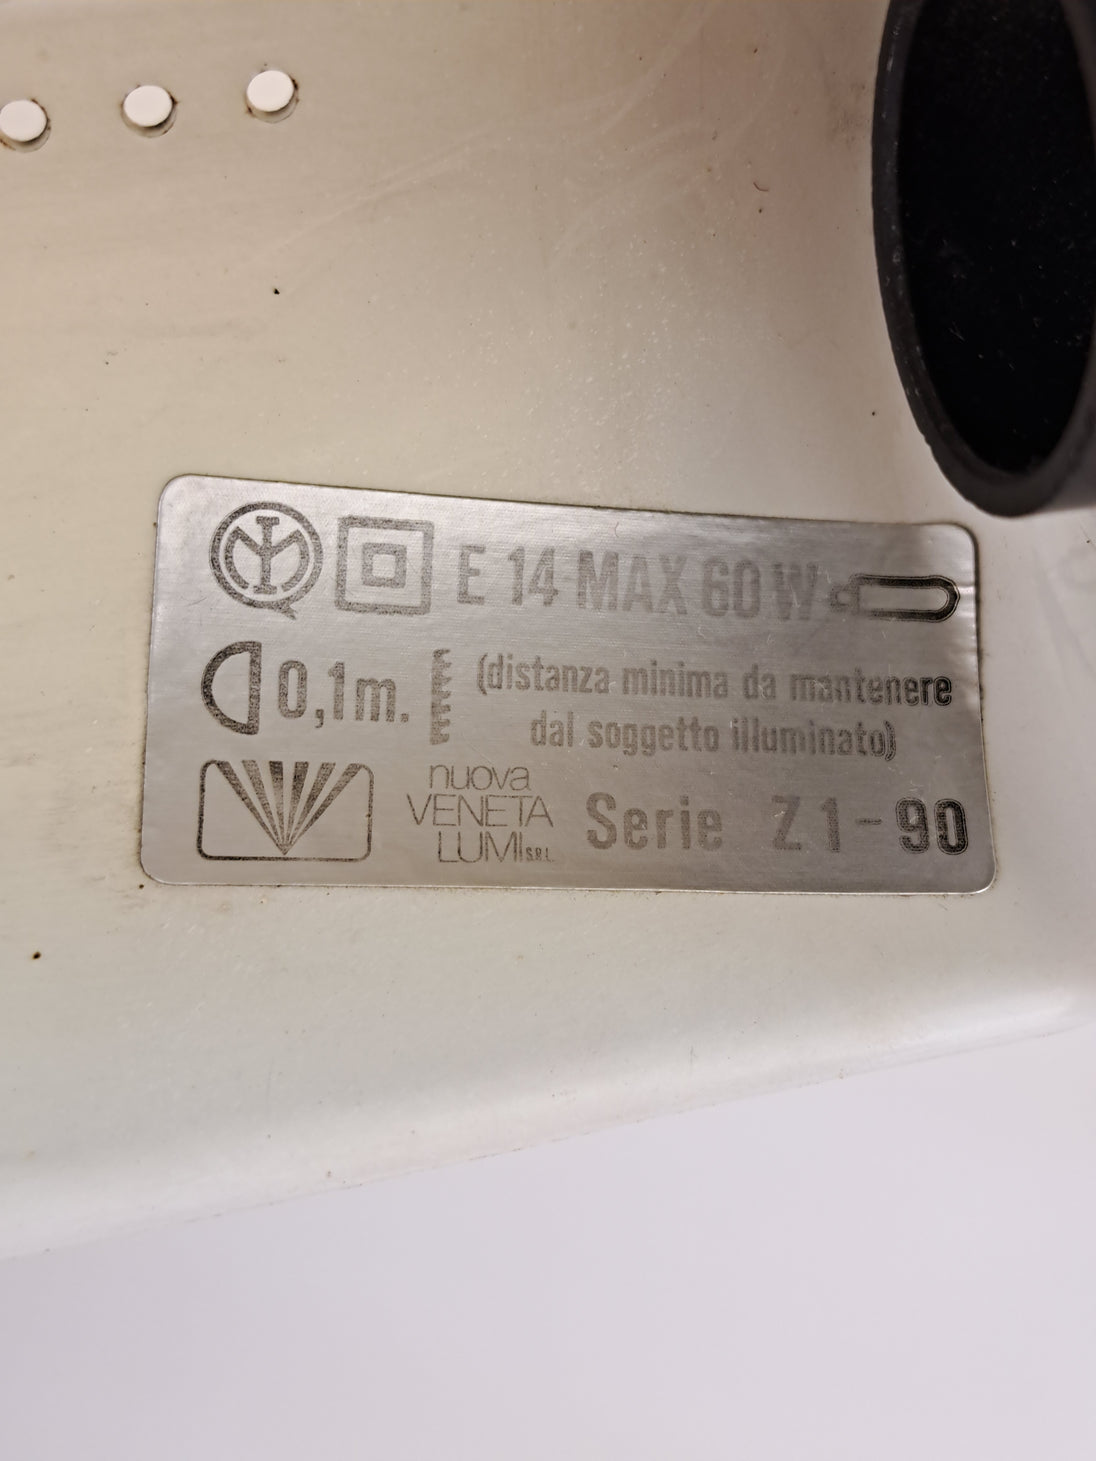 E 14 MAX 60 W
0,1m. (distanza minima da mantenere
dal soggetto illuminato)
nuova
VENETA
LUMI S.R.L.
Serie Z1-90